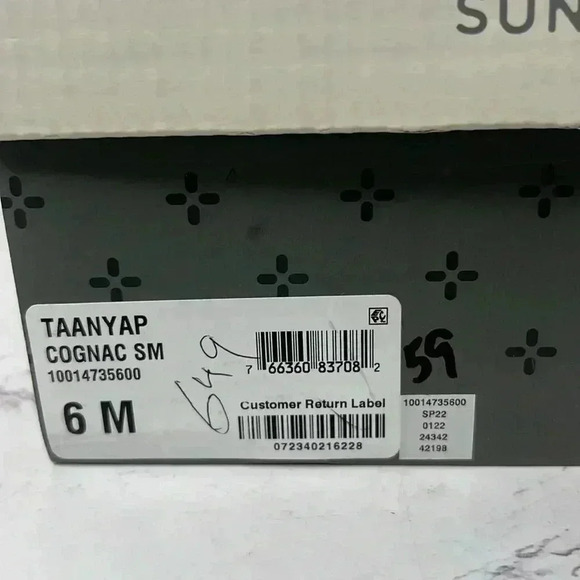 SUN
TAANYAP
COGNAC SM
10014735600
6 M
649
7 66360 83708 2
Customer Return Label
072340216228
59
10014735600
SP22
0122
24342
42198